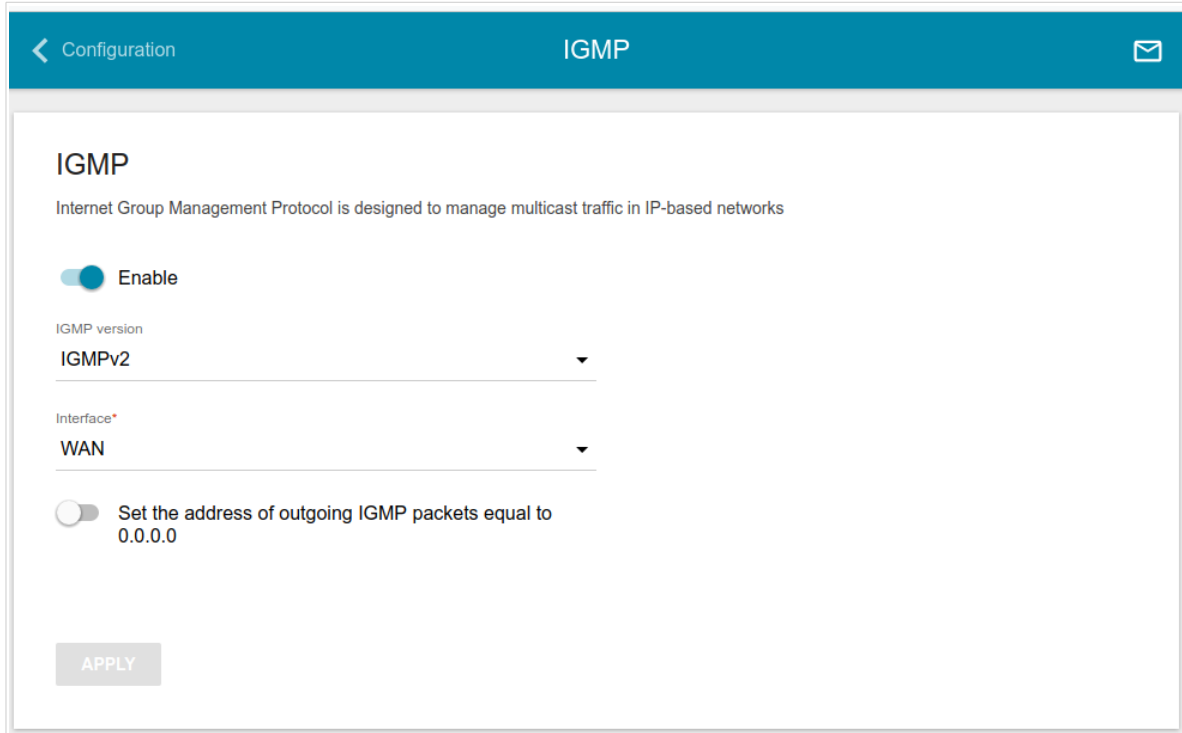 Configuration
IGMP
IGMP
Internet Group Management Protocol is designed to manage multicast traffic in IP-based networks
Enable
IGMP version
IGMPv2
Interface*
WAN
Set the address of outgoing IGMP packets equal to
0.0.0.0
APPLY